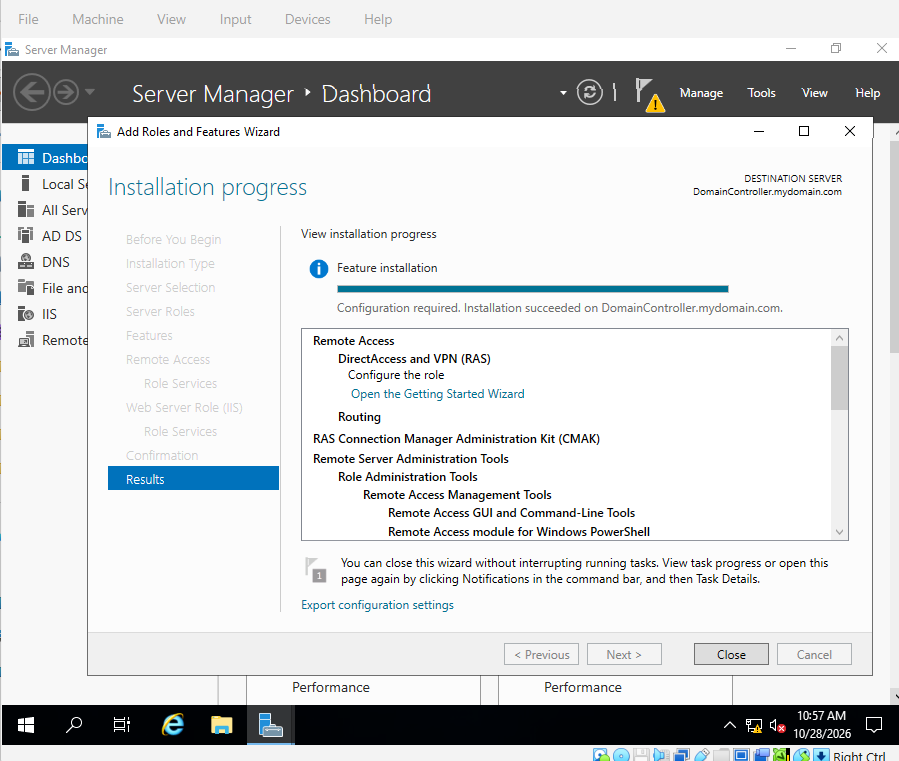 File Machine View Input Devices Help
Server Manager
Server Manager Dashboard
Manage Tools View Help
Add Roles and Features Wizard
Dashbo
Local Se
All Serv
AD DS
DNS
File and
IIS
Remote
Installation progress
DESTINATION SERVER
DomainController.mydomain.com
Before You Begin
Installation Type
Server Selection
Server Roles
Features
Remote Access
Role Services
Web Server Role (IIS)
Role Services
Confirmation
Results
View installation progress
Feature installation
Configuration required. Installation succeeded on DomainController.mydomain.com.
Remote Access
DirectAccess and VPN (RAS)
Configure the role
Open the Getting Started Wizard
Routing
RAS Connection Manager Administration Kit (CMAK)
Remote Server Administration Tools
Role Administration Tools
Remote Access Management Tools
Remote Access GUI and Command-Line Tools
Remote Access module for Windows PowerShell
1
You can close this wizard without interrupting running tasks. View task progress or open this
page again by clicking Notifications in the command bar, and then Task Details.
Export configuration settings
< Previous Next > Close Cancel
Performance Performance
10:57 AM
10/28/2026
Right Ctrl